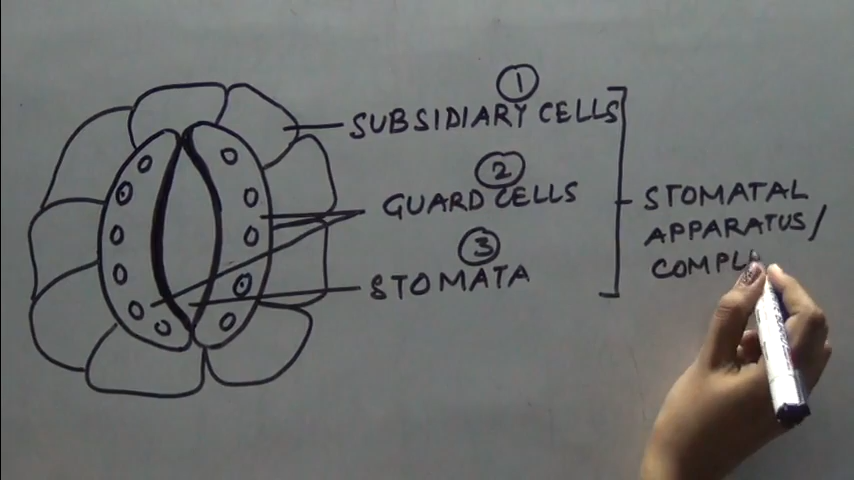 1
SUBSIDIARY CELLS
2
GUARD CELLS
3
STOMATA
STOMATAL
APPARATUS/